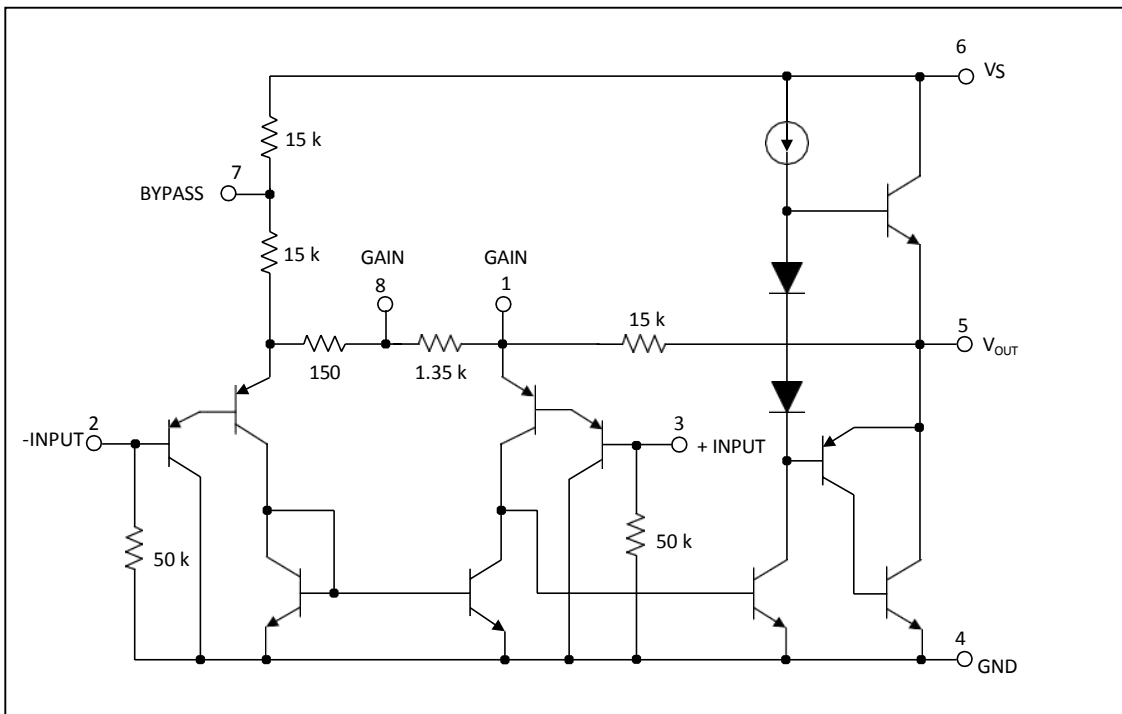 6
VS
15 k
7
BYPASS
15 k
GAIN
8
GAIN
1
15 k
5
VOUT
150
1.35 k
2
-INPUT
3
+ INPUT
50 k
50 k
4
GND